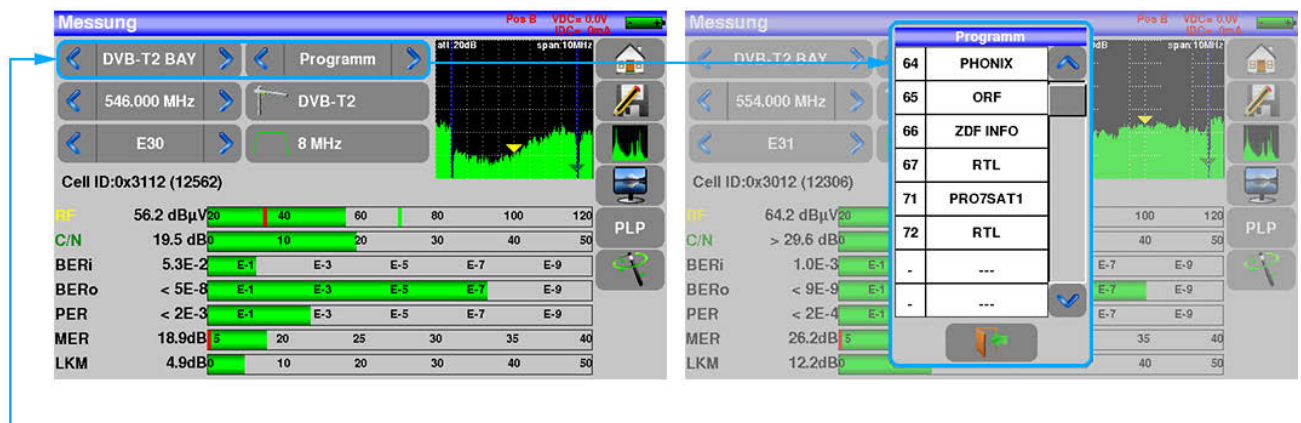 Messung
Pos B VDC= 0.0V
IDC= 0mA
DVB-T2 BAY Programm
att:20dB span:10MHz
546.000 MHz DVB-T2
E30 8 MHz
Cell ID:0x3112 (12562)
RF 56.2 dBµV 20 40 60 80 100 120
C/N 19.5 dB 0 10 20 30 40 50
BERi 5.3E-2 E-1 E-3 E-5 E-7 E-9
BERo < 5E-8 E-1 E-3 E-5 E-7 E-9
PER < 2E-3 E-1 E-3 E-5 E-7 E-9
MER 18.9dB 5 20 25 30 35 40
LKM 4.9dB 0 10 20 30 40 50
PLP
Messung
Pos B VDC= 0.0V
IDC= 0mA
DVB-T2 BAY
dB span:10MHz
554.000 MHz
E31
Cell ID:0x3012 (12306)
RF 64.2 dBµV 20 100 120
C/N > 29.6 dB 0 40 50
BERi 1.0E-3 E-1 E-7 E-9
BERo < 9E-9 E-1 E-7 E-9
PER < 2E-4 E-1 E-7 E-9
MER 26.2dB 5 35 40
LKM 12.2dB 0 40 50
PLP
Programm
64 PHONIX
65 ORF
66 ZDF INFO
67 RTL
71 PRO7SAT1
72 RTL
- ---
- ---